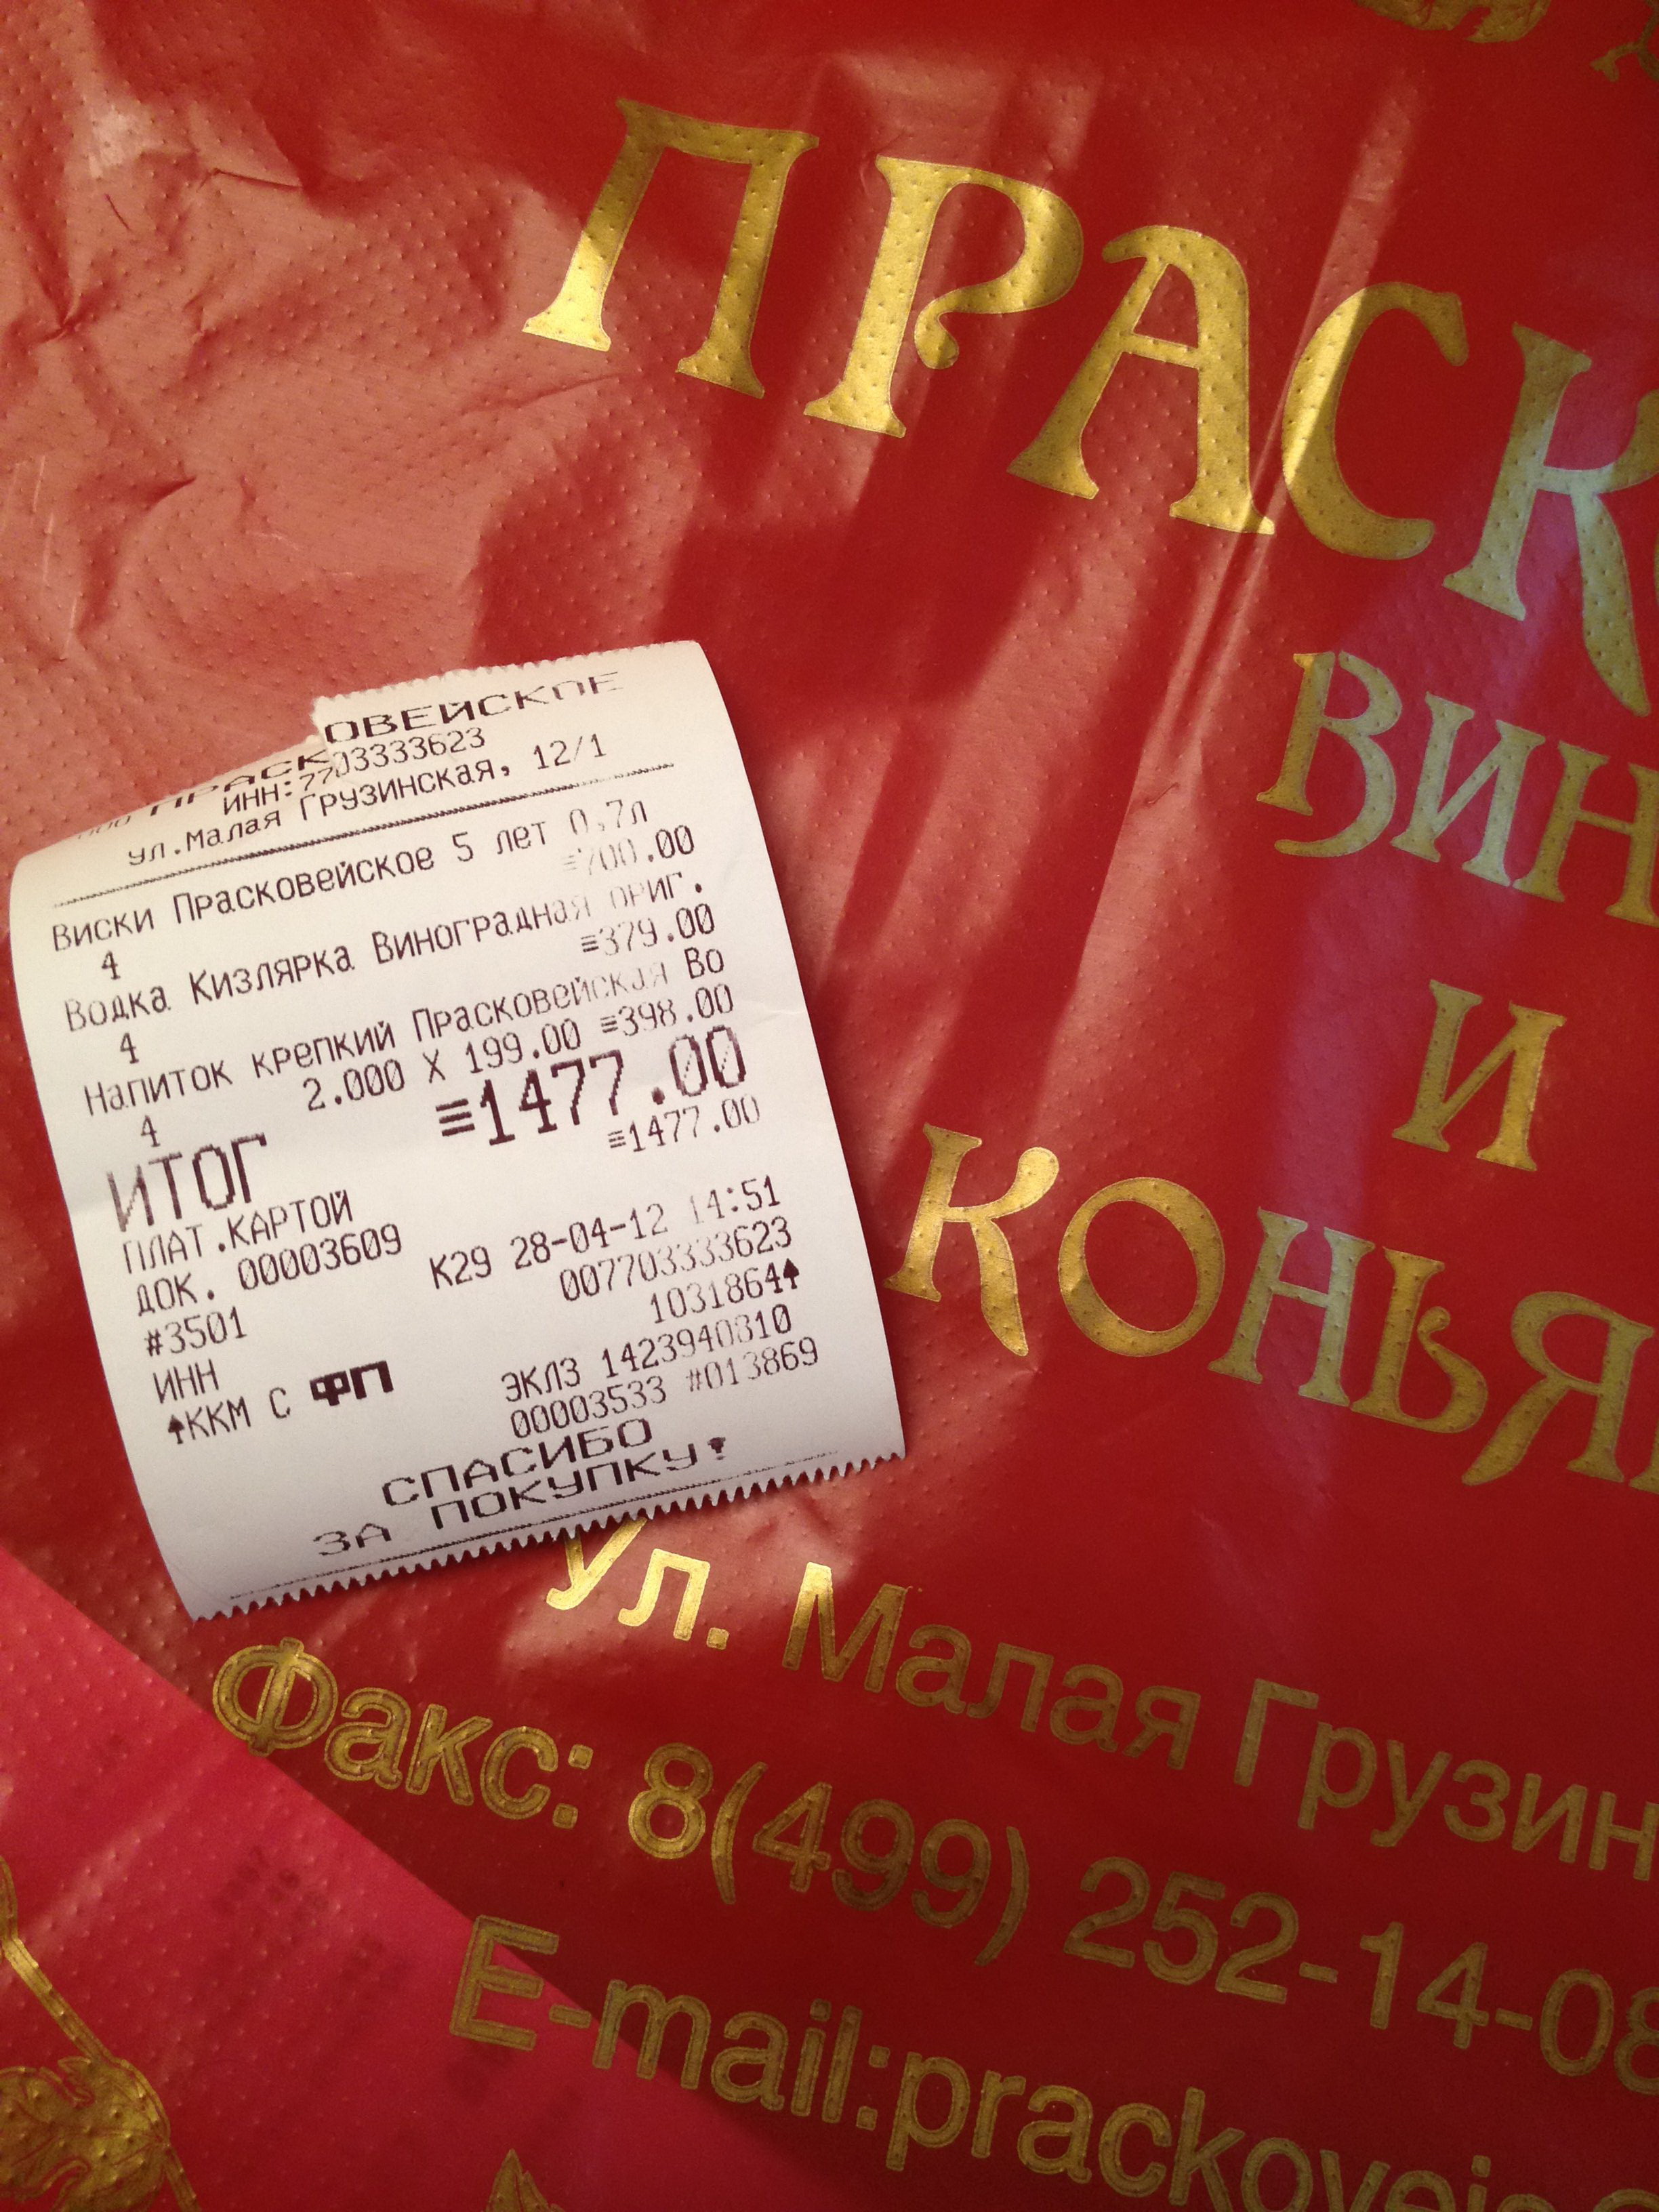 ПРАСК
ВИН
И
КОНЬЯ
ул. Малая Грузин
Факс: 8(499) 252-14-08
E-mail:prackoveis
ООО ПРАСКОВЕЙСКОЕ
ИНН:7703333623
ул.Малая Грузинская, 12/1
Виски Прасковейское 5 лет 0,7л
4 ≡700.00
Водка Кизлярка Виноградная ориг.
4 ≡379.00
Напиток крепкий Прасковейская Во
2.000 X 199.00 ≡398.00
4
ИТОГ ≡1477.00
ПЛАТ.КАРТОЙ ≡1477.00
ДОК. 00003609 К29 28-04-12 14:51
#3501
ИНН 007703333623
ККМ С ФП 1031864
ЭКЛЗ 1423940810
00003533 #013869
СПАСИБО
ЗА ПОКУПКУ!